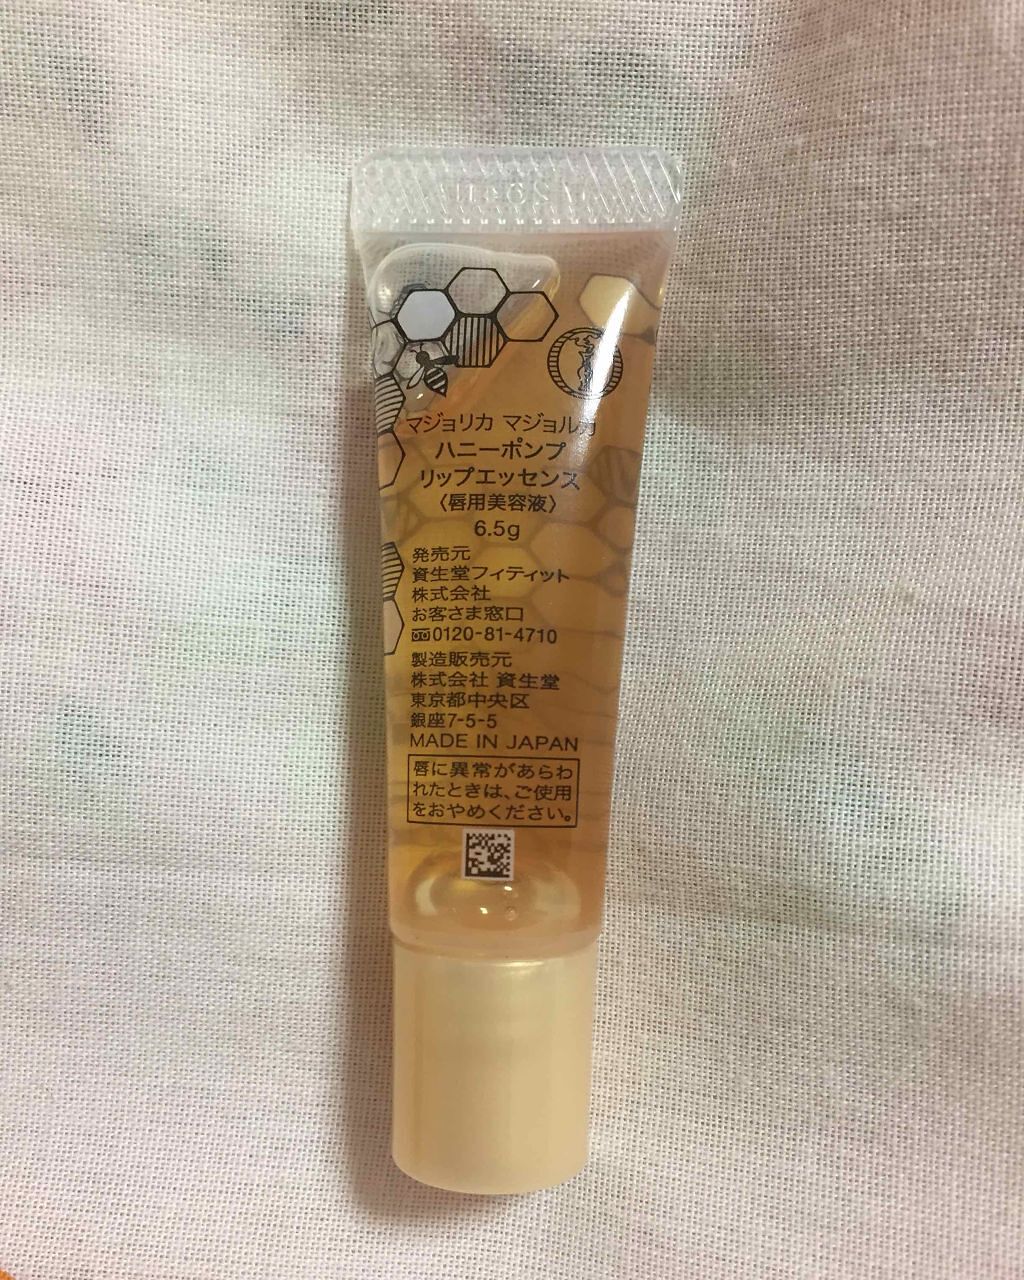 マジョリカ マジョルカ
ハニーポンプ
リップエッセンス
〈唇用美容液〉
6.5g
発売元
資生堂フィティット
株式会社
お客さま窓口
0120-81-4710
製造販売元
株式会社 資生堂
東京都中央区
銀座7-5-5
MADE IN JAPAN
唇に異常があらわ
れたときは、ご使用
をおやめください。